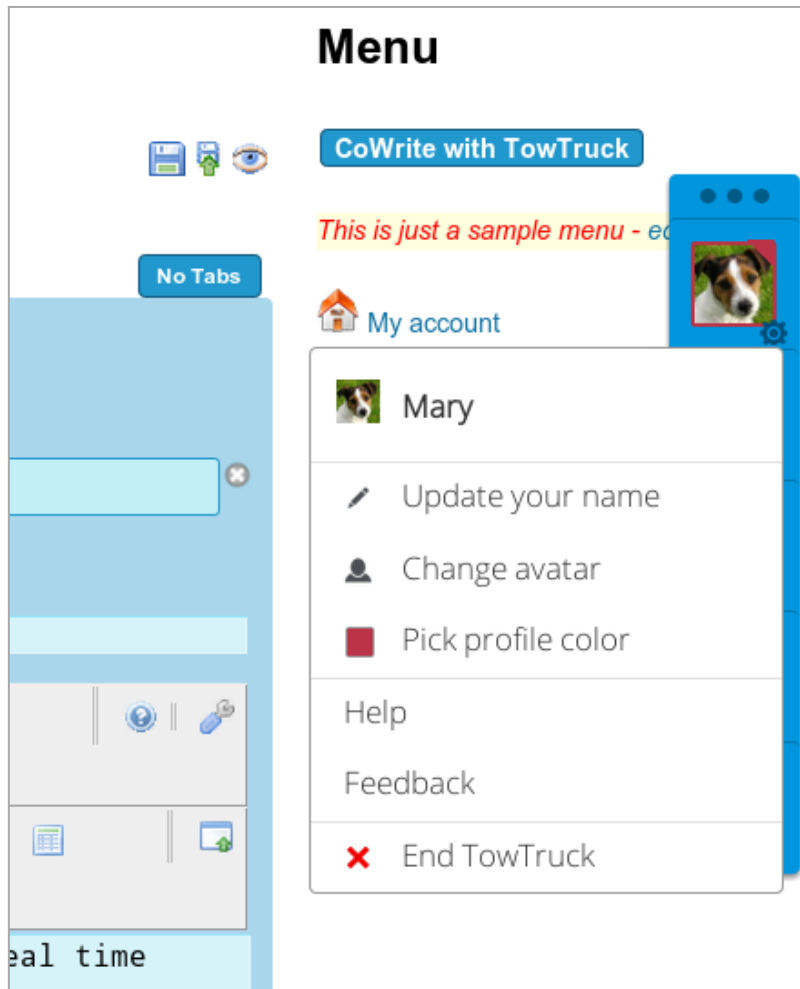 Menu
CoWrite with TowTruck
This is just a sample menu -
No Tabs
My account
Mary
Update your name
Change avatar
Pick profile color
Help
Feedback
End TowTruck
eal time